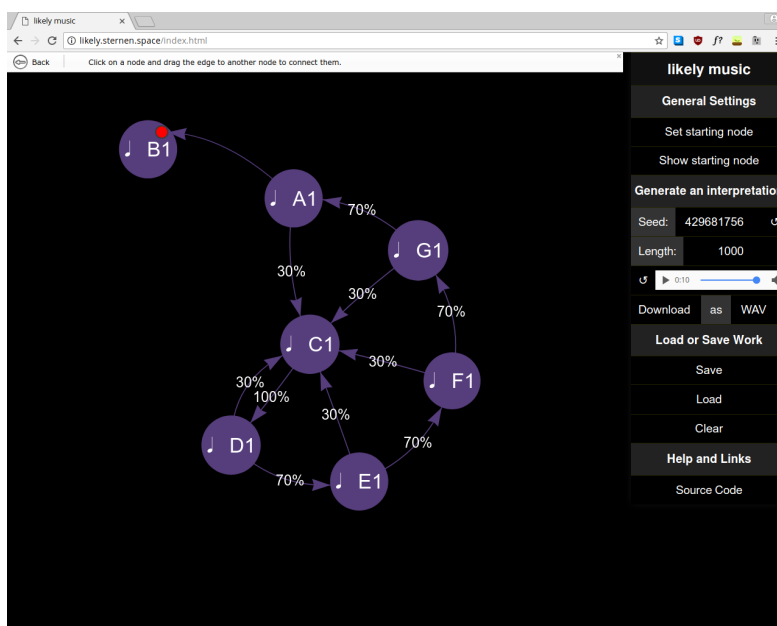 likely music ×
likely.sternen.space/index.html f?
Back Click on a node and drag the edge to another node to connect them. ×
likely music
General Settings
Set starting node
Show starting node
Generate an interpretation
Seed: 429681756
Length: 1000
0:10
Download as WAV
Load or Save Work
Save
Load
Clear
Help and Links
Source Code
♩ B1
♩ A1
70%
♩ G1
30%
30%
70%
♩ C1
30%
♩ F1
30%
100%
30%
70%
♩ D1
70%
♩ E1